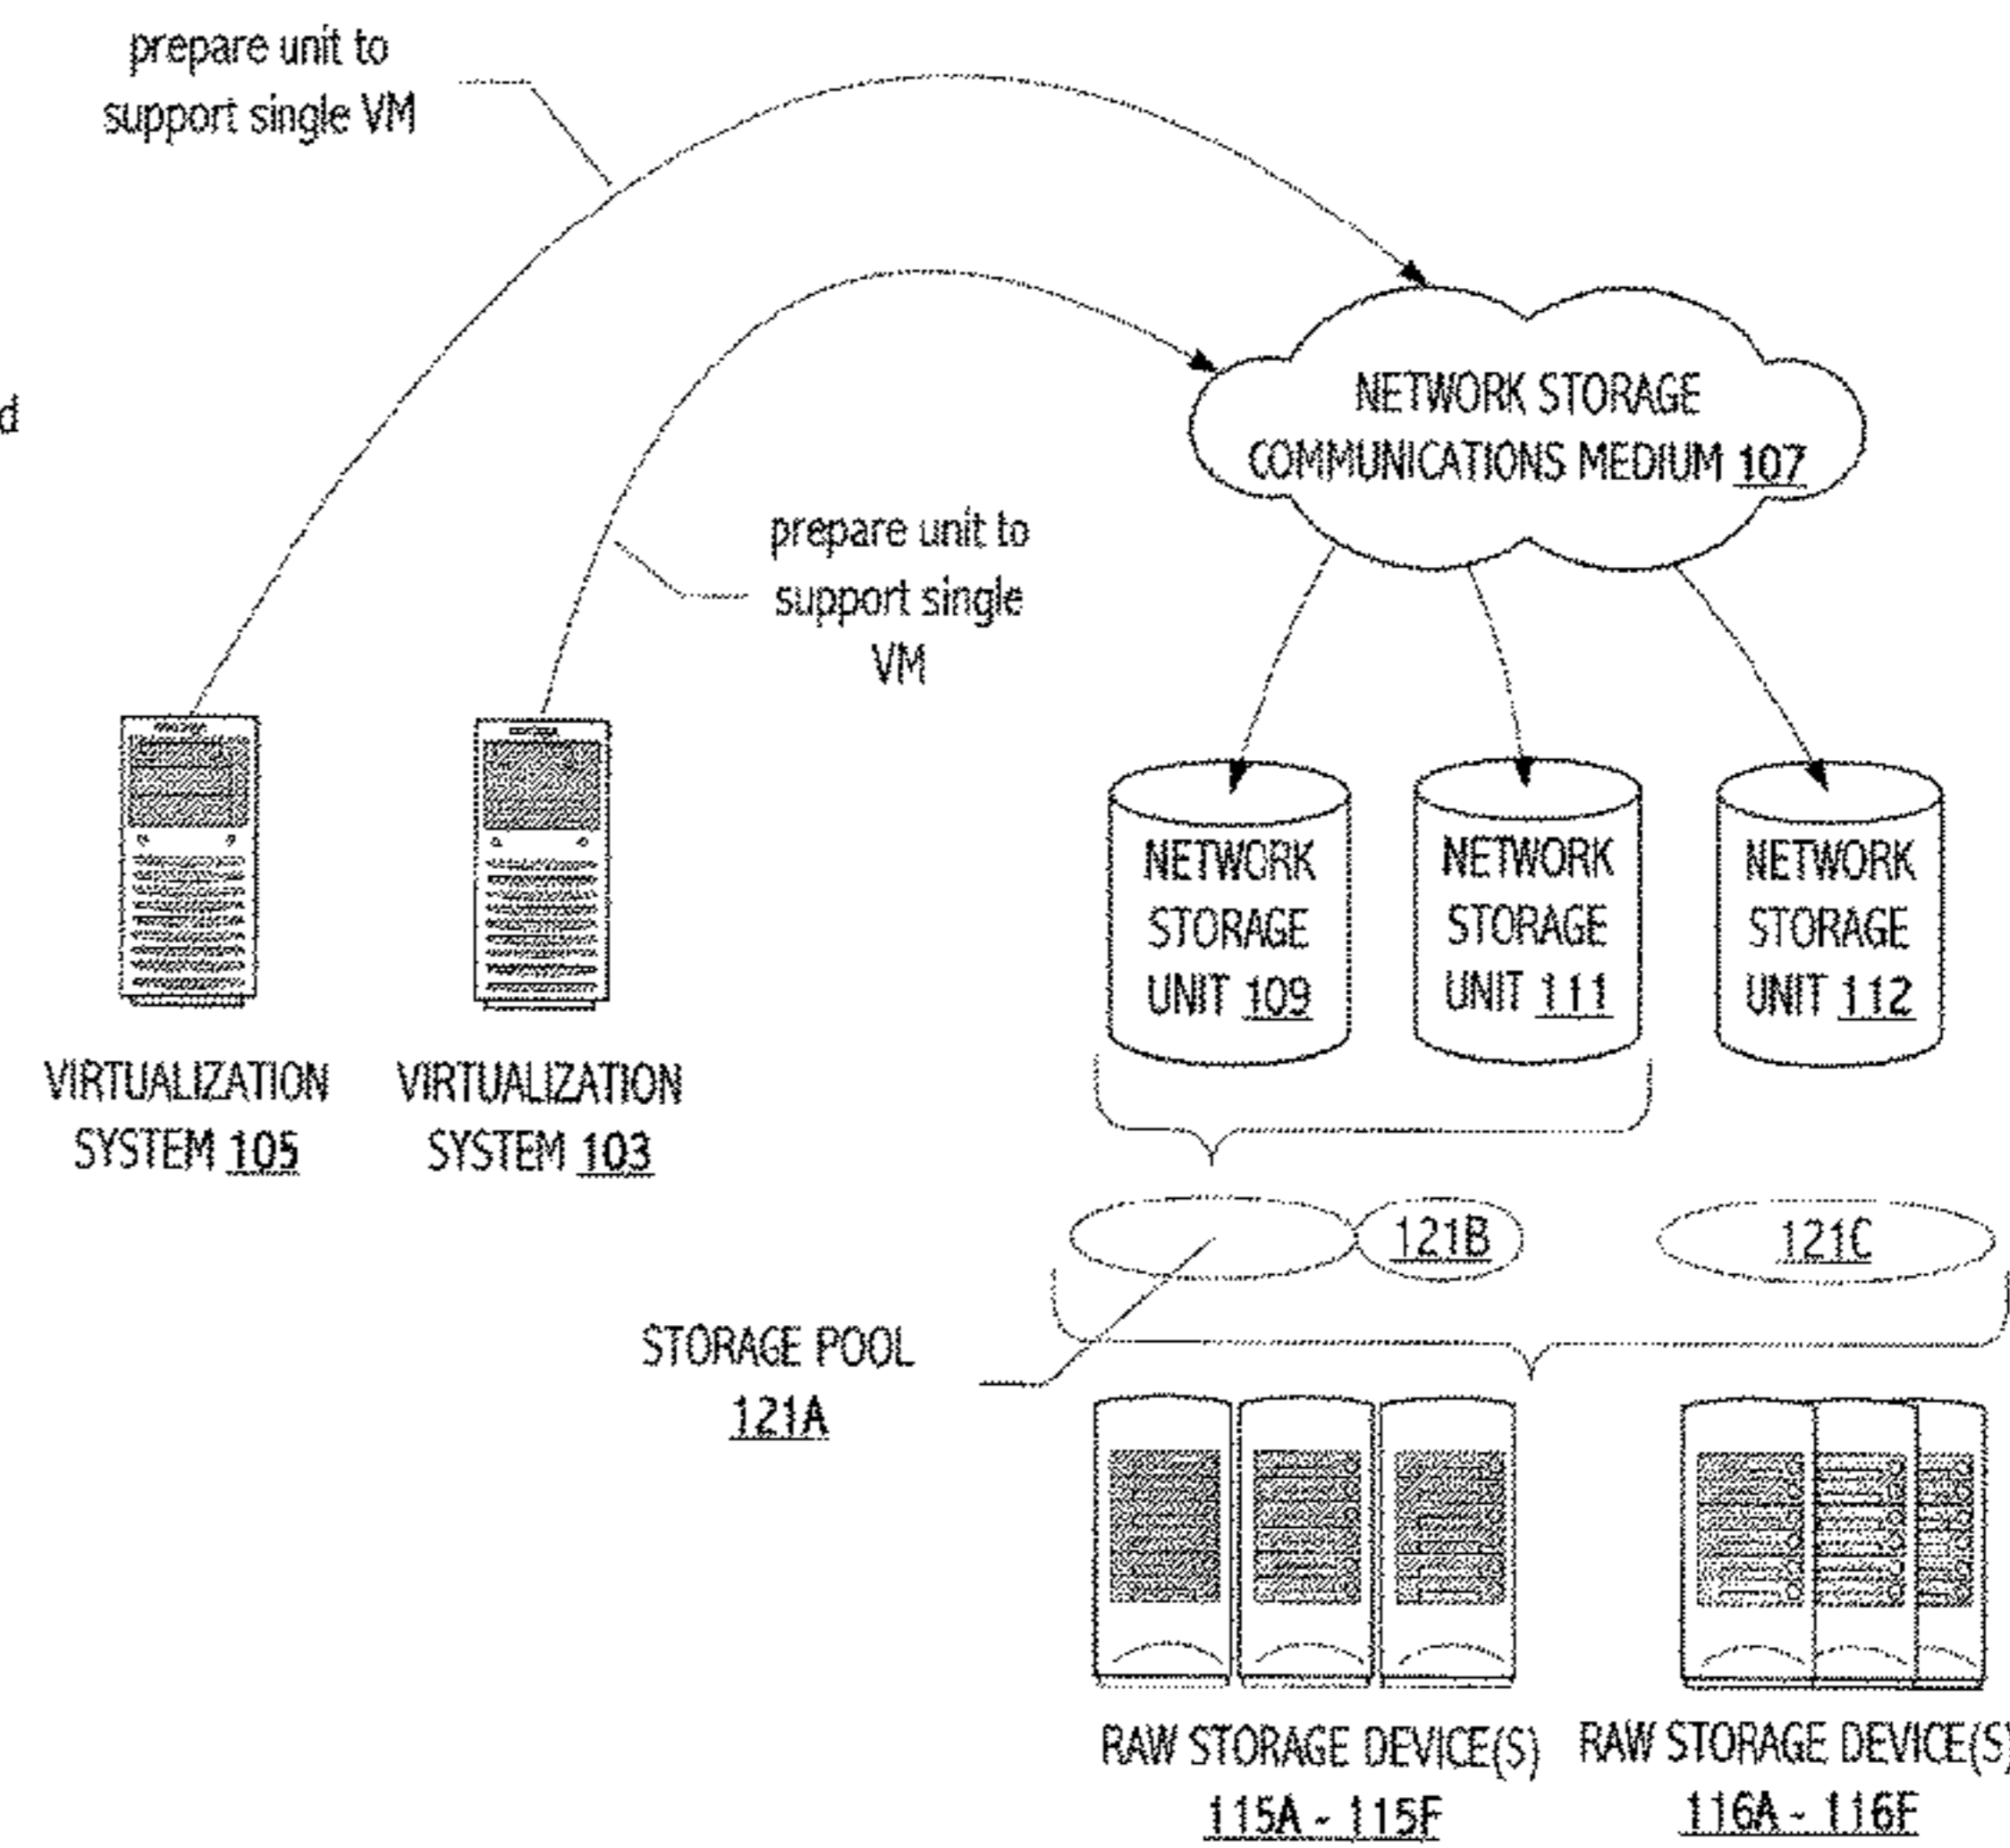 prepare unit to
support single VM
d
NETWORK STORAGE
COMMUNICATIONS MEDIUM 107
prepare unit to
support single
VM
NETWORK
STORAGE
UNIT 109
NETWORK
STORAGE
UNIT 111
NETWORK
STORAGE
UNIT 112
VIRTUALIZATION
SYSTEM 105
VIRTUALIZATION
SYSTEM 103
121B
121C
STORAGE POOL
121A
RAW STORAGE DEVICE(S)
115A - 115F
RAW STORAGE DEVICE(S)
116A - 116F